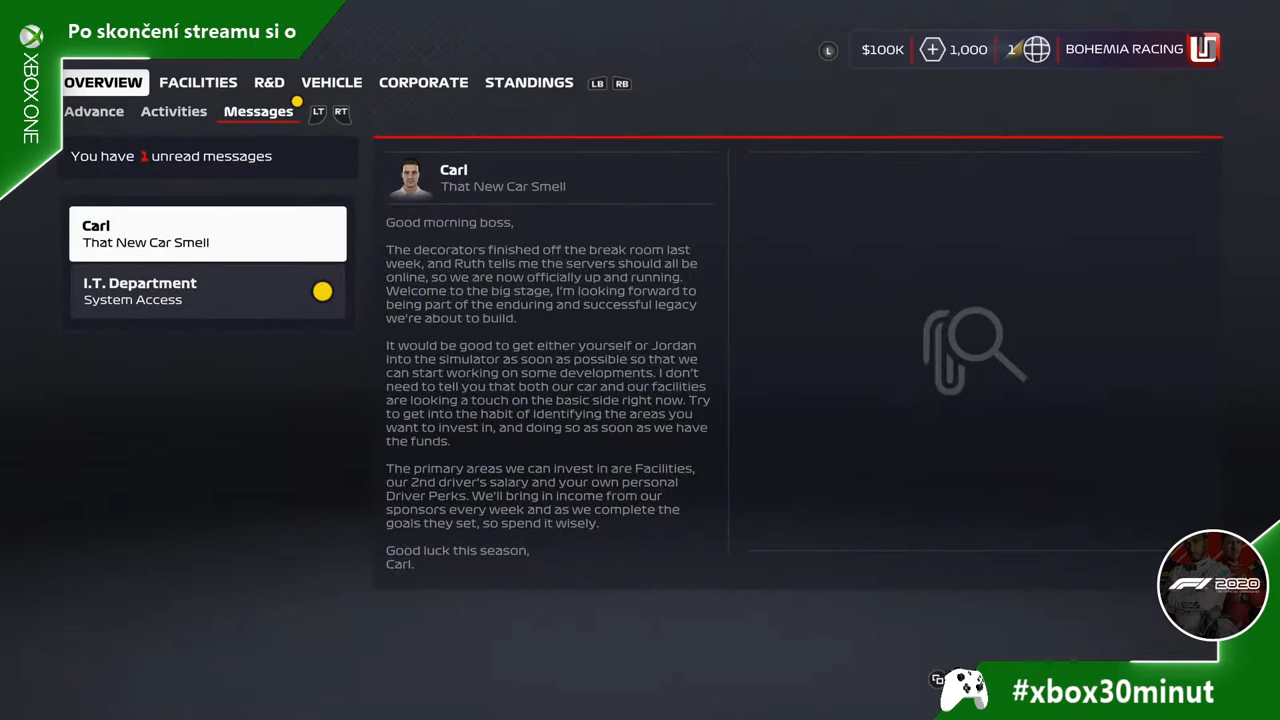 Po skončení streamu si o
XBOX ONE
L
$100K
1,000
1
BOHEMIA RACING
OVERVIEW FACILITIES R&D VEHICLE CORPORATE STANDINGS LB RB
Advance Activities Messages LT RT
You have 1 unread messages
Carl
That New Car Smell
I.T. Department
System Access
Carl
That New Car Smell
Good morning boss,
The decorators finished off the break room last
week, and Ruth tells me the servers should all be
online, so we are now officially up and running.
Welcome to the big stage, I'm looking forward to
being part of the enduring and successful legacy
we're about to build.
It would be good to get either yourself or Jordan
into the simulator as soon as possible so that we
can start working on some developments. I don't
need to tell you that both our car and our facilities
are looking a touch on the basic side right now. Try
to get into the habit of identifying the areas you
want to invest in, and doing so as soon as we have
the funds.
The primary areas we can invest in are Facilities,
our 2nd driver's salary and your own personal
Driver Perks. We'll bring in income from our
sponsors every week and as we complete the
goals they set, so spend it wisely.
Good luck this season,
Carl.
F1 2020
#xbox30minut